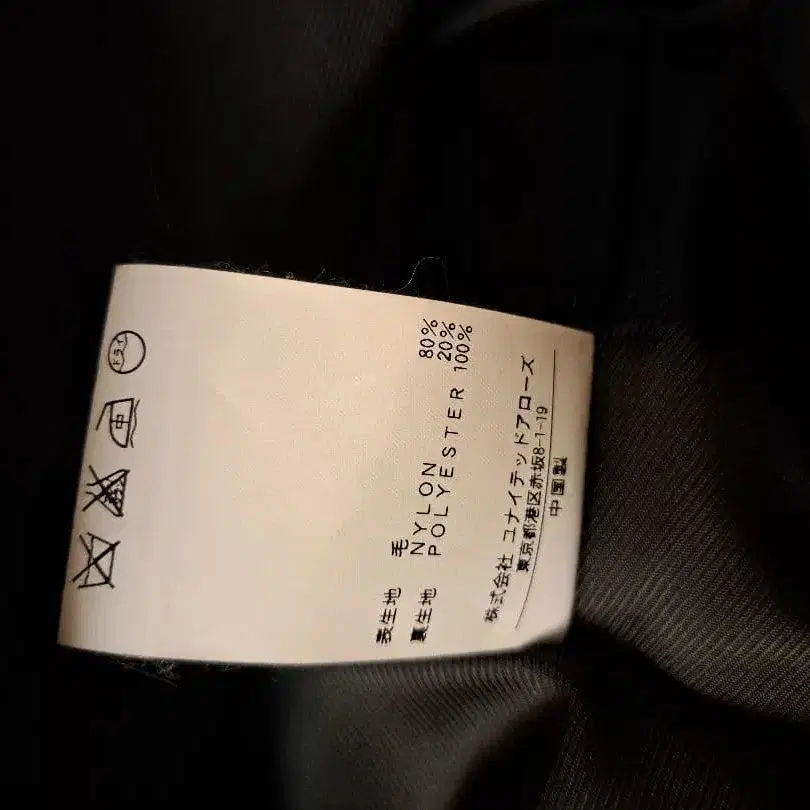 ドライ
中
表生地 毛 80%
NYLON 20%
裏生地 POLYESTER 100%
株式会社 ユナイテッドアローズ
東京都港区赤坂8-1-19
中国製